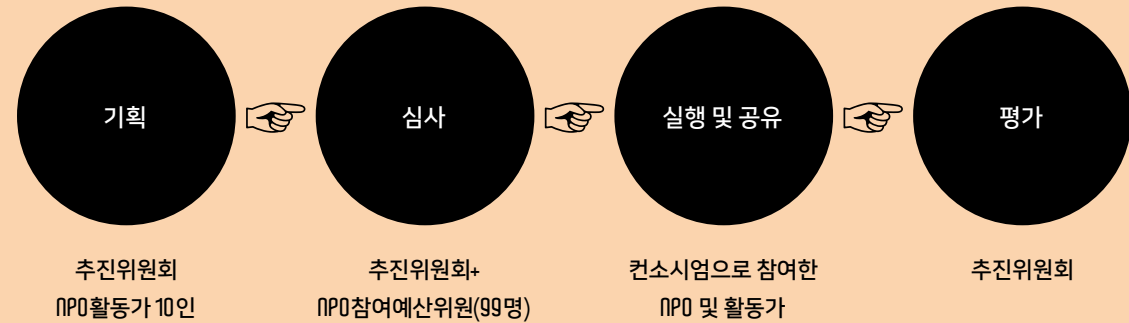 기획
심사
실행 및 공유
평가
추진위원회
NPO활동가 10인
추진위원회+
NPO참여예산위원(99명)
컨소시엄으로 참여한
NPO 및 활동가
추진위원회